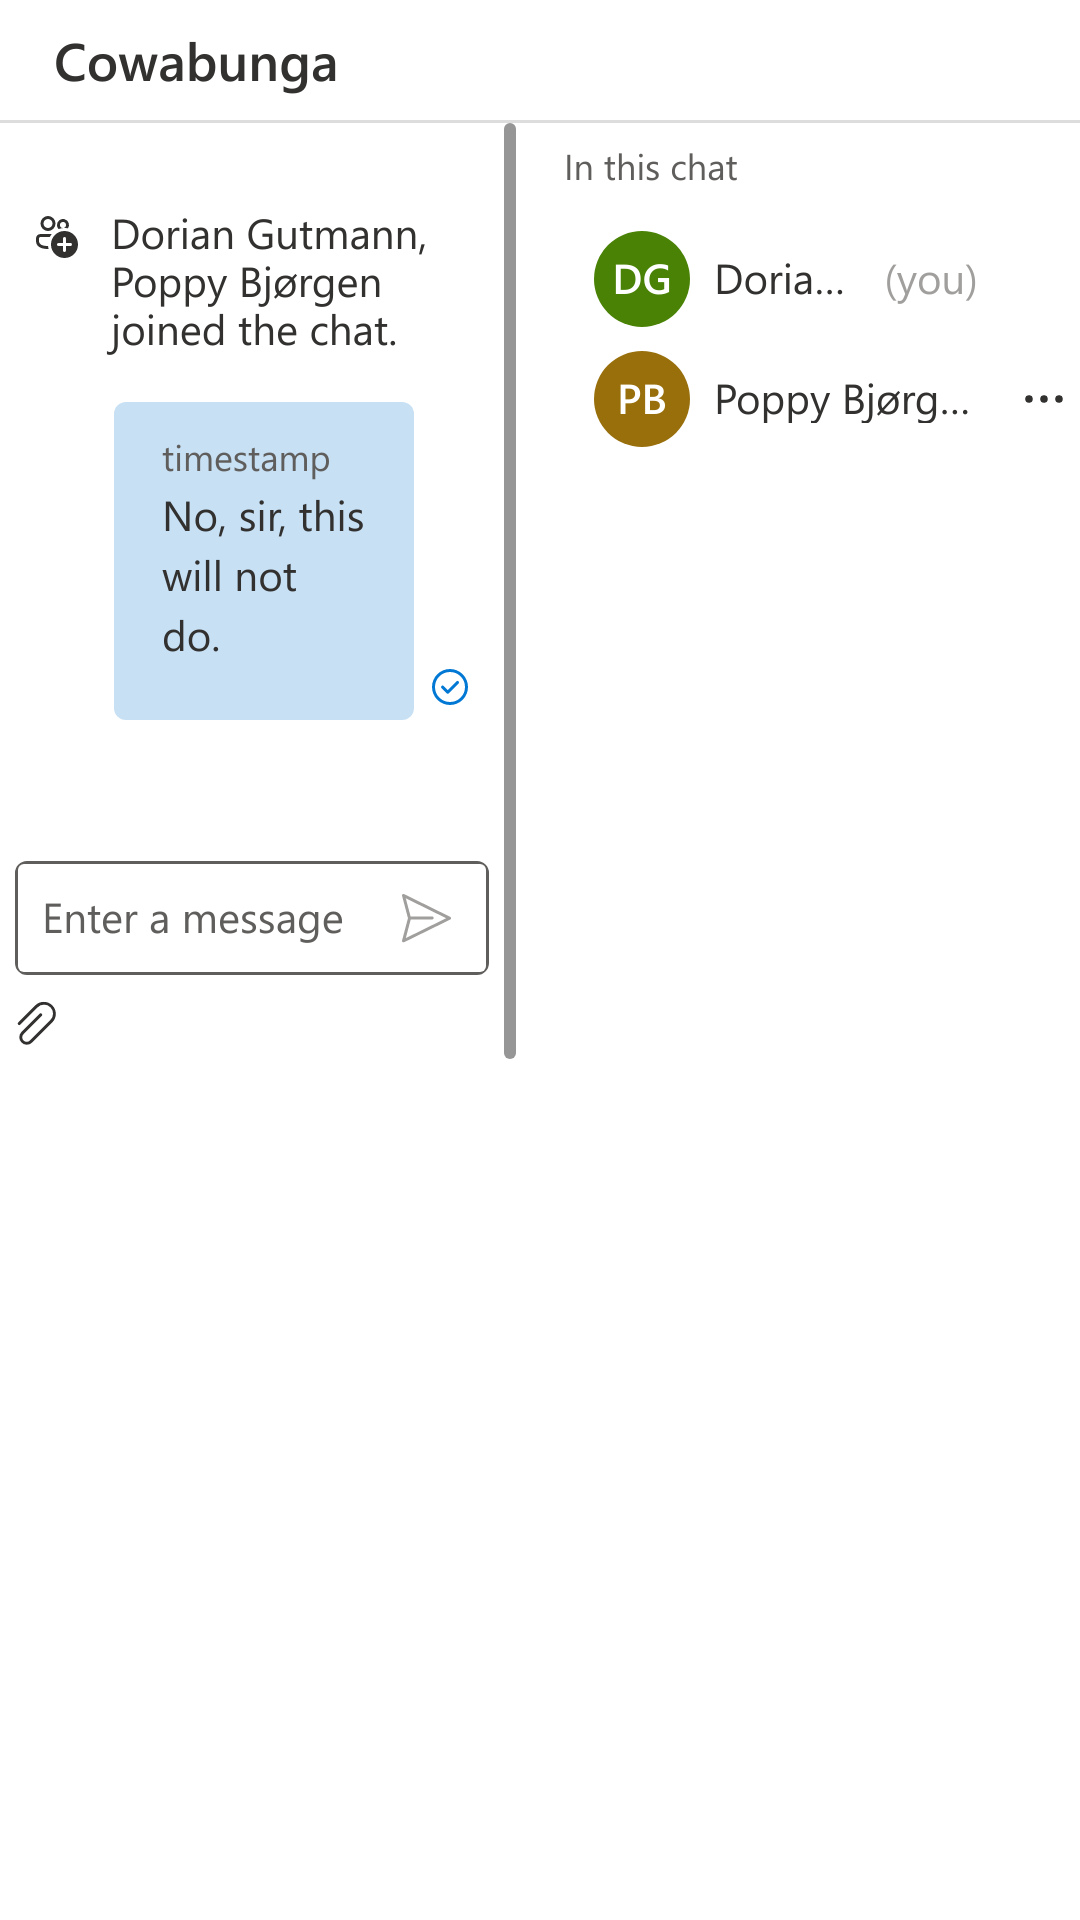 Cowabunga
Dorian Gutmann,
Poppy Bjørgen
joined the chat.
timestamp
No, sir, this
will not
do.
Enter a message
In this chat
DG Doria... (you)
PB Poppy Bjørg...